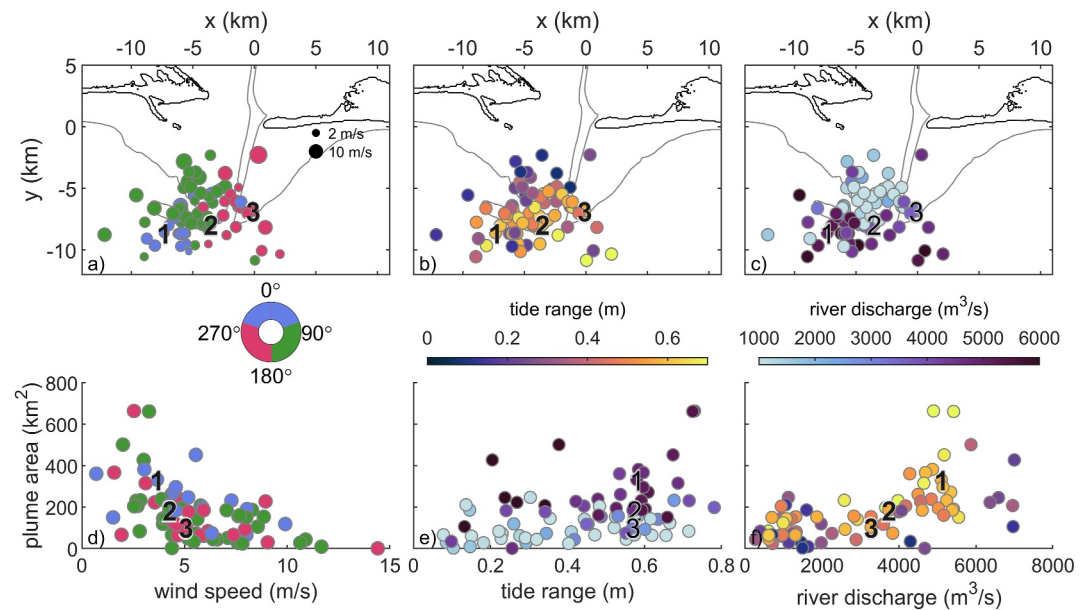 x (km) x (km) x (km)
-10 -5 0 5 10 -10 -5 0 5 10 -10 -5 0 5 10
5
0
-5
-10
y (km)
2 m/s
10 m/s
1 2 3
a)
1 2 3
b)
1 2 3
c)
0°
270° 90°
180°
tide range (m)
0 0.2 0.4 0.6
river discharge (m³/s)
1000 2000 3000 4000 5000 6000
800
600
400
200
0
plume area (km²)
1
2
3
d)
0 5 10 15
wind speed (m/s)
1
2
3
e)
0 0.2 0.4 0.6 0.8
tide range (m)
1
2
3
f)
0 2000 4000 6000 8000
river discharge (m³/s)